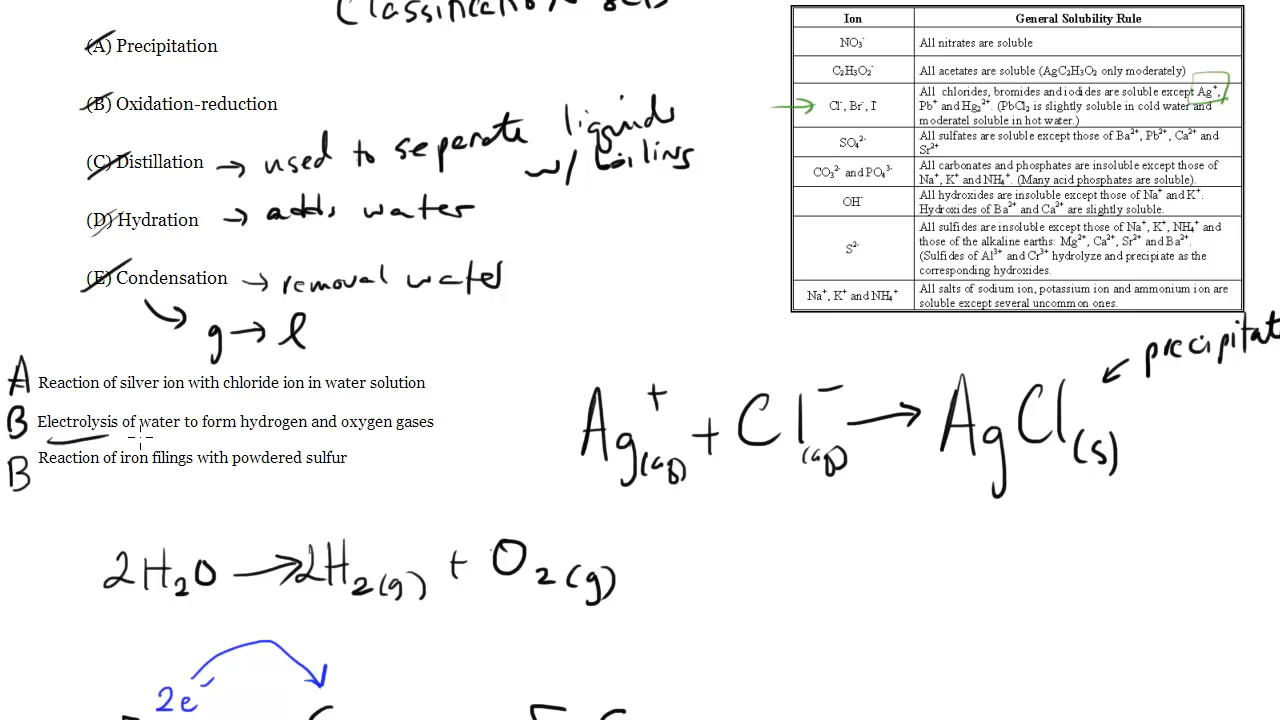 Classification Sets
(A) Precipitation
(B) Oxidation-reduction
(C) Distillation → used to separate liquids
w/ boiling
(D) Hydration → adds water
(E) Condensation → removal water
g → l
A Reaction of silver ion with chloride ion in water solution
B Electrolysis of water to form hydrogen and oxygen gases
B Reaction of iron filings with powdered sulfur
Ion General Solubility Rule
NO₃⁻ All nitrates are soluble
C₂H₃O₂⁻ All acetates are soluble (AgC₂H₃O₂ only moderately)
Cl⁻, Br⁻, I⁻ All chlorides, bromides and iodides are soluble except Ag⁺,
Pb⁺ and Hg₂²⁺. (PbCl₂ is slightly soluble in cold water and
moderatel soluble in hot water.)
SO₄²⁻ All sulfates are soluble except those of Ba²⁺, Pb²⁺, Ca²⁺ and
Sr²⁺
CO₃²⁻ and PO₄³⁻ All carbonates and phosphates are insoluble except those of
Na⁺, K⁺ and NH₄⁺. (Many acid phosphates are soluble).
OH⁻ All hydroxides are insoluble except those of Na⁺ and K⁺.
Hydroxides of Ba²⁺ and Ca²⁺ are slightly soluble.
S²⁻ All sulfides are insoluble except those of Na⁺, K⁺, NH₄⁺ and
those of the alkaline earths: Mg²⁺, Ca²⁺, Sr²⁺ and Ba²⁺.
(Sulfides of Al³⁺ and Cr³⁺ hydrolyze and precipiate as the
corresponding hydroxides.
Na⁺, K⁺ and NH₄⁺ All salts of sodium ion, potassium ion and ammonium ion are
soluble except several uncommon ones.
precipitat
Ag⁺(aq) + Cl⁻(aq) → AgCl(s)
2H₂O → 2H₂(g) + O₂(g)
2e⁻